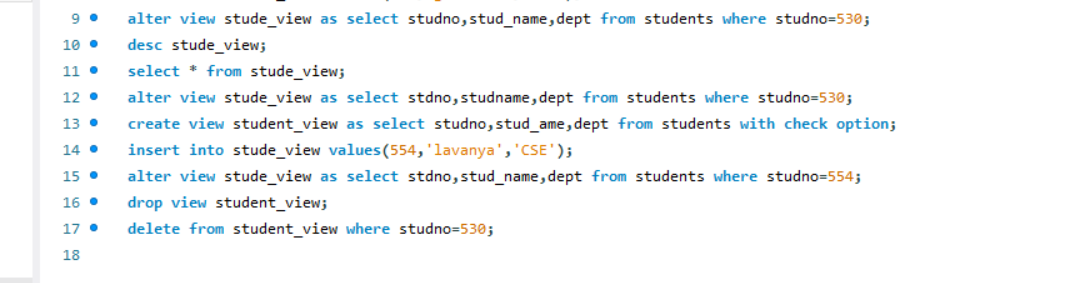 9 alter view stude_view as select studno,stud_name,dept from students where studno=530;
10 desc stude_view;
11 select * from stude_view;
12 alter view stude_view as select stdno,studname,dept from students where studno=530;
13 create view student_view as select studno,stud_ame,dept from students with check option;
14 insert into stude_view values(554,'lavanya','CSE');
15 alter view stude_view as select stdno,stud_name,dept from students where studno=554;
16 drop view student_view;
17 delete from student_view where studno=530;
18